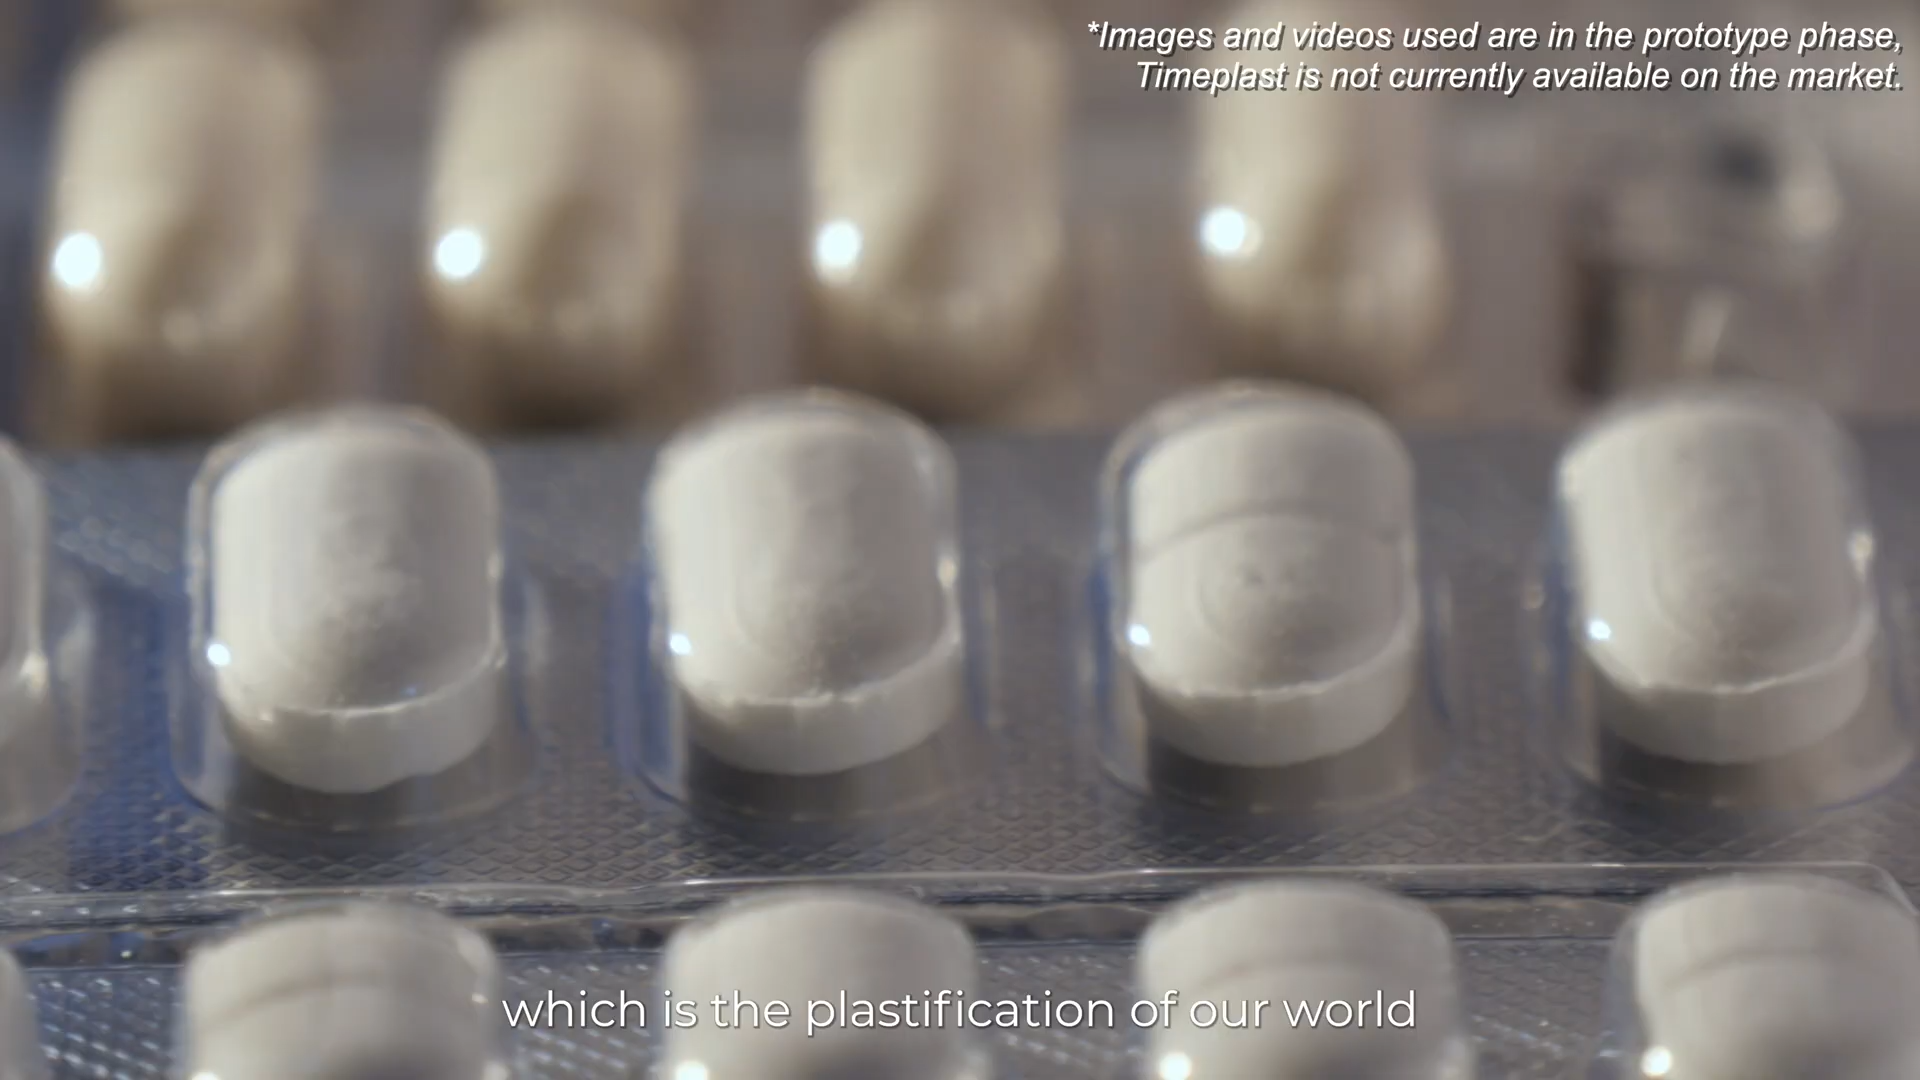 *Images and videos used are in the prototype phase,
Timeplast is not currently available on the market.
which is the plastification of our world